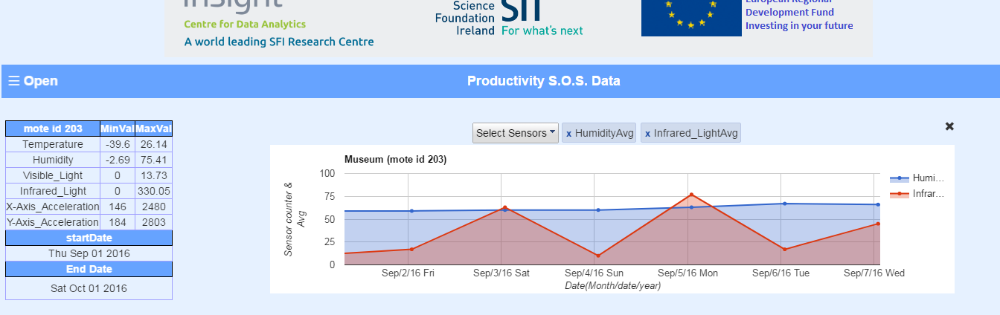 Insight
Centre for Data Analytics
A world leading SFI Research Centre
Science
Foundation
Ireland
sfi
For what's next
European Regional
Development Fund
Investing in your future
☰ Open
Productivity S.O.S. Data
mote id 203 MinVal MaxVal
Temperature -39.6 26.14
Humidity -2.69 75.41
Visible_Light 0 13.73
Infrared_Light 0 330.05
X-Axis_Acceleration 146 2480
Y-Axis_Acceleration 184 2803
startDate
Thu Sep 01 2016
End Date
Sat Oct 01 2016
Select Sensors
x HumidityAvg
x Infrared_LightAvg
✖
Museum (mote id 203)
Sensor counter &
Avg
100
75
50
25
0
Sep/2/16 Fri Sep/3/16 Sat Sep/4/16 Sun Sep/5/16 Mon Sep/6/16 Tue Sep/7/16 Wed
Date(Month/date/year)
Humi...
Infrar...